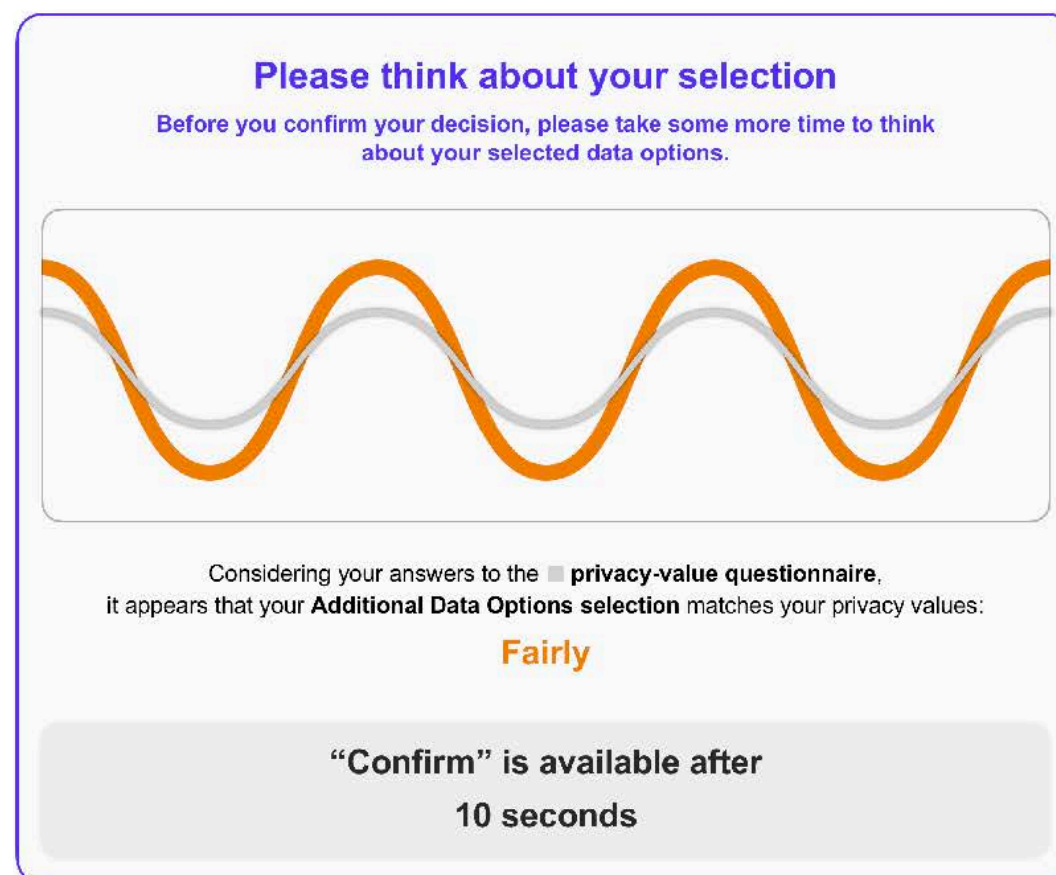 Please think about your selection
Before you confirm your decision, please take some more time to think
about your selected data options.
Considering your answers to the privacy-value questionnaire,
it appears that your Additional Data Options selection matches your privacy values:
Fairly
“Confirm” is available after
10 seconds